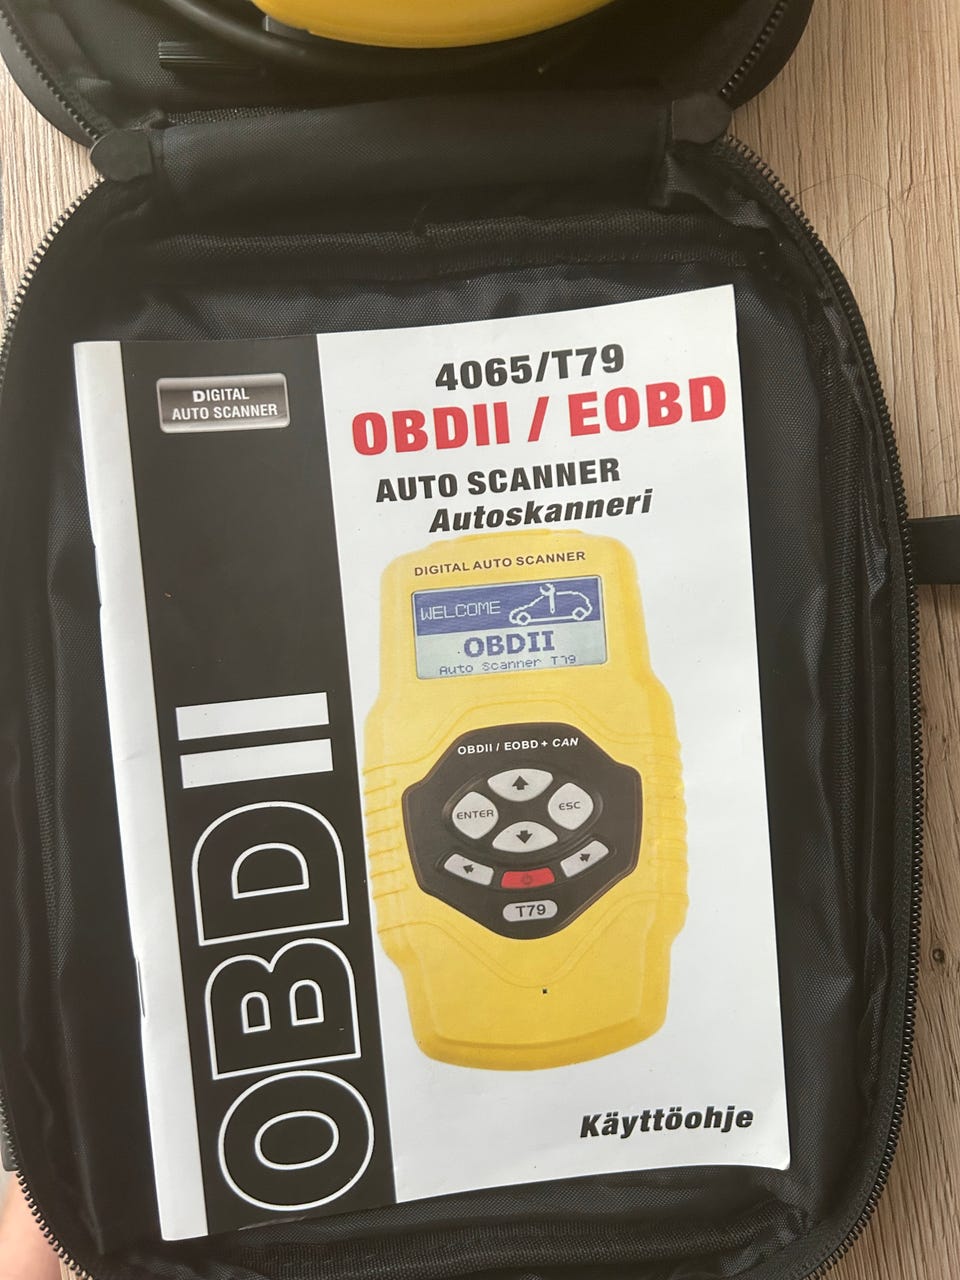 DIGITAL
AUTO SCANNER
OBDII
4065/T79
OBDII / EOBD
AUTO SCANNER
Autoskanneri
DIGITAL AUTO SCANNER
WELCOME
OBDII
Auto Scanner T79
OBDII / EOBD + CAN
ENTER
ESC
T79
Käyttöohje